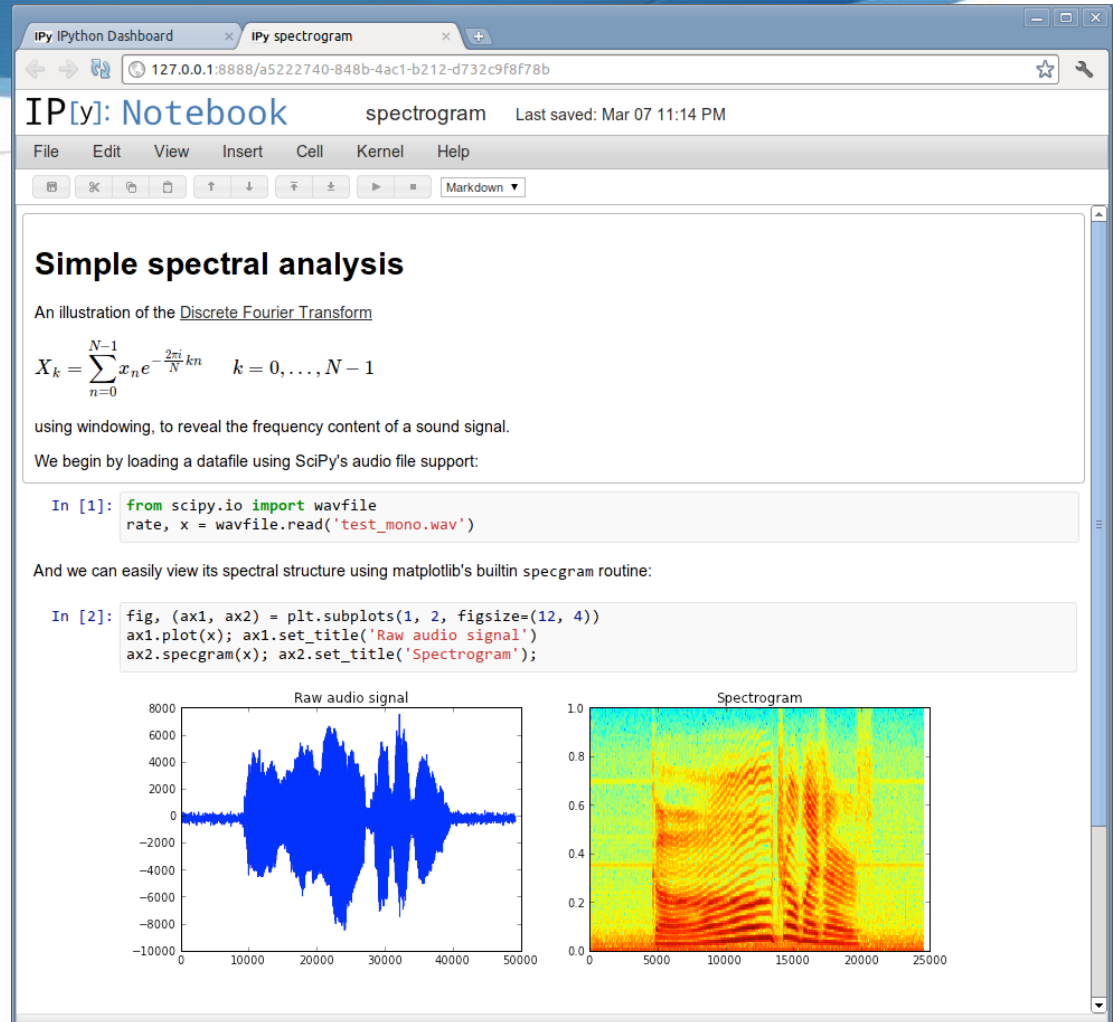 IPy IPython Dashboard × IPy spectrogram ×
127.0.0.1:8888/a5222740-848b-4ac1-b212-d732c9f8f78b
IP[y]: Notebook spectrogram Last saved: Mar 07 11:14 PM
File Edit View Insert Cell Kernel Help
Markdown ▼
Simple spectral analysis
An illustration of the Discrete Fourier Transform
$X_k = \sum_{n=0}^{N-1} x_n e^{-\frac{2\pi i}{N}kn} \quad k = 0, \ldots, N-1$
using windowing, to reveal the frequency content of a sound signal.
We begin by loading a datafile using SciPy's audio file support:
In [1]: from scipy.io import wavfile
rate, x = wavfile.read('test_mono.wav')
And we can easily view its spectral structure using matplotlib's builtin specgram routine:
In [2]: fig, (ax1, ax2) = plt.subplots(1, 2, figsize=(12, 4))
ax1.plot(x); ax1.set_title('Raw audio signal')
ax2.specgram(x); ax2.set_title('Spectrogram');
Raw audio signal
8000
6000
4000
2000
0
−2000
−4000
−6000
−8000
−10000
0 10000 20000 30000 40000 50000
Spectrogram
1.0
0.8
0.6
0.4
0.2
0.0
0 5000 10000 15000 20000 25000